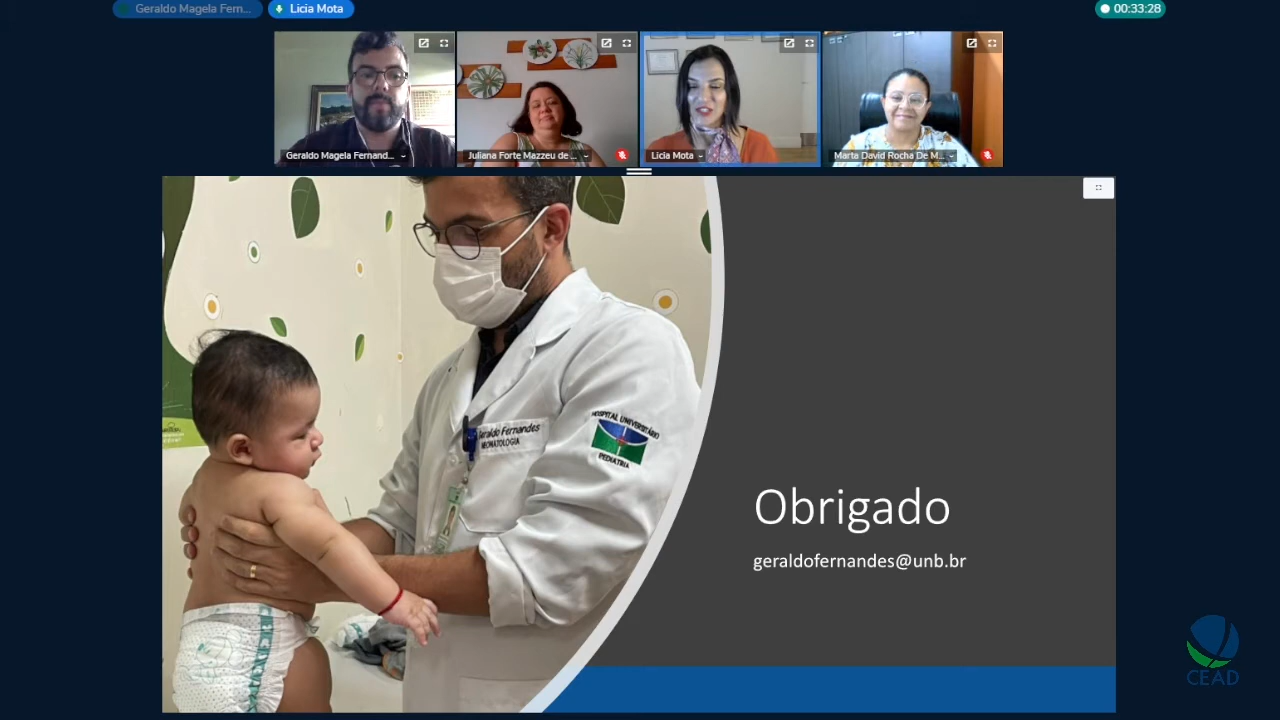 Geraldo Magela Fern...
Licia Mota
00:33:28
Geraldo Magela Fernand...
Juliana Forte Mazzeu de ...
Licia Mota
Marta David Rocha De M...
Geraldo Fernandes
NEONATOLOGIA
HOSPITAL UNIVERSITÁRIO
PEDIATRIA
Obrigado
geraldofernandes@unb.br
CEAD